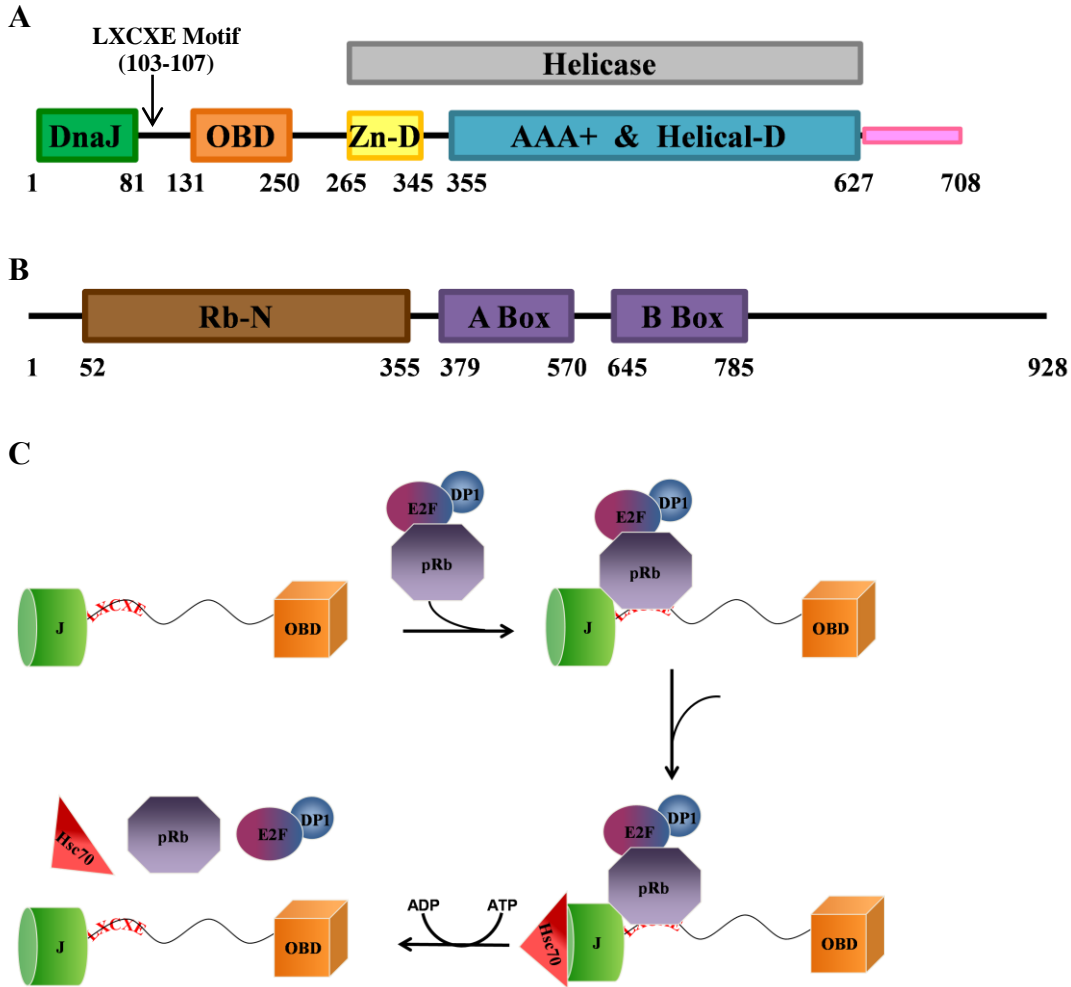 A
LXCXE Motif
(103-107)
Helicase
DnaJ OBD Zn-D AAA+ & Helical-D
1 81 131 250 265 345 355 627 708
B
Rb-N A Box B Box
1 52 355 379 570 645 785 928
C
E2F DP1
pRb
J LXCXE OBD
E2F DP1
pRb
J OBD
Hsc70 pRb E2F DP1
J LXCXE OBD
ADP ATP
E2F DP1
pRb
Hsc70 J OBD